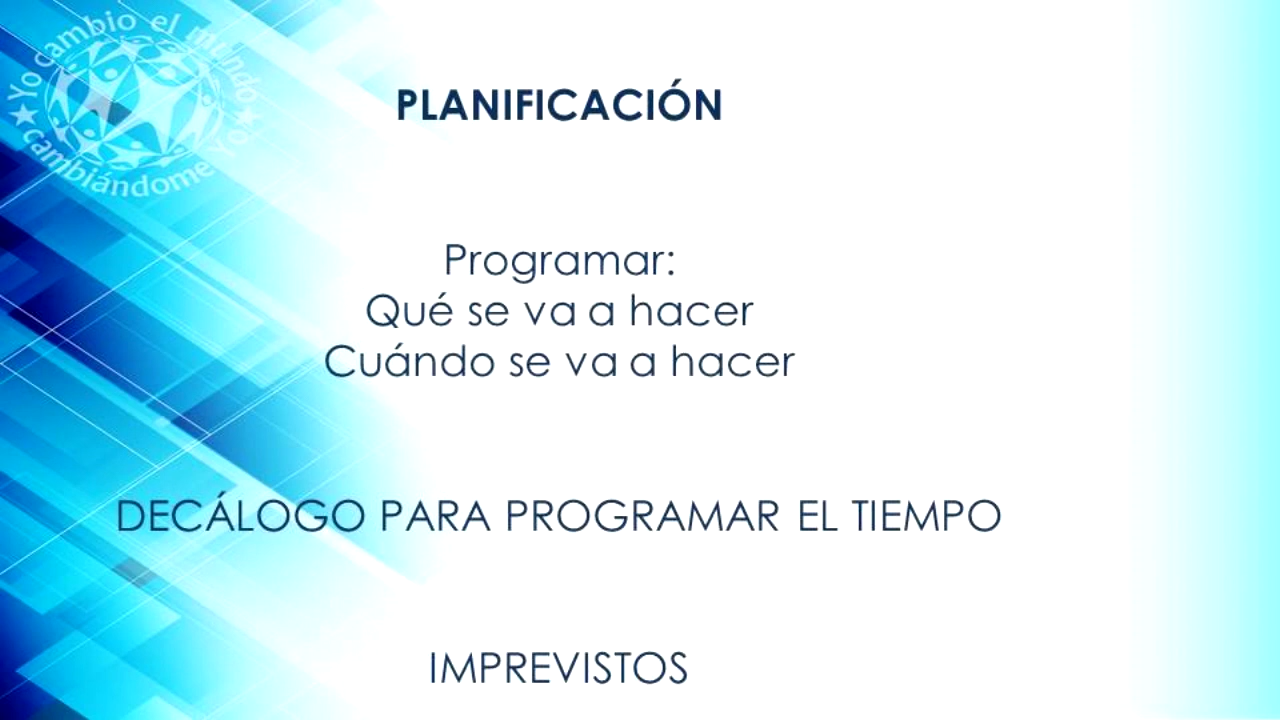 Yo cambio el mundo
Yo cambiándome
PLANIFICACIÓN
Programar:
Qué se va a hacer
Cuándo se va a hacer
DECÁLOGO PARA PROGRAMAR EL TIEMPO
IMPREVISTOS